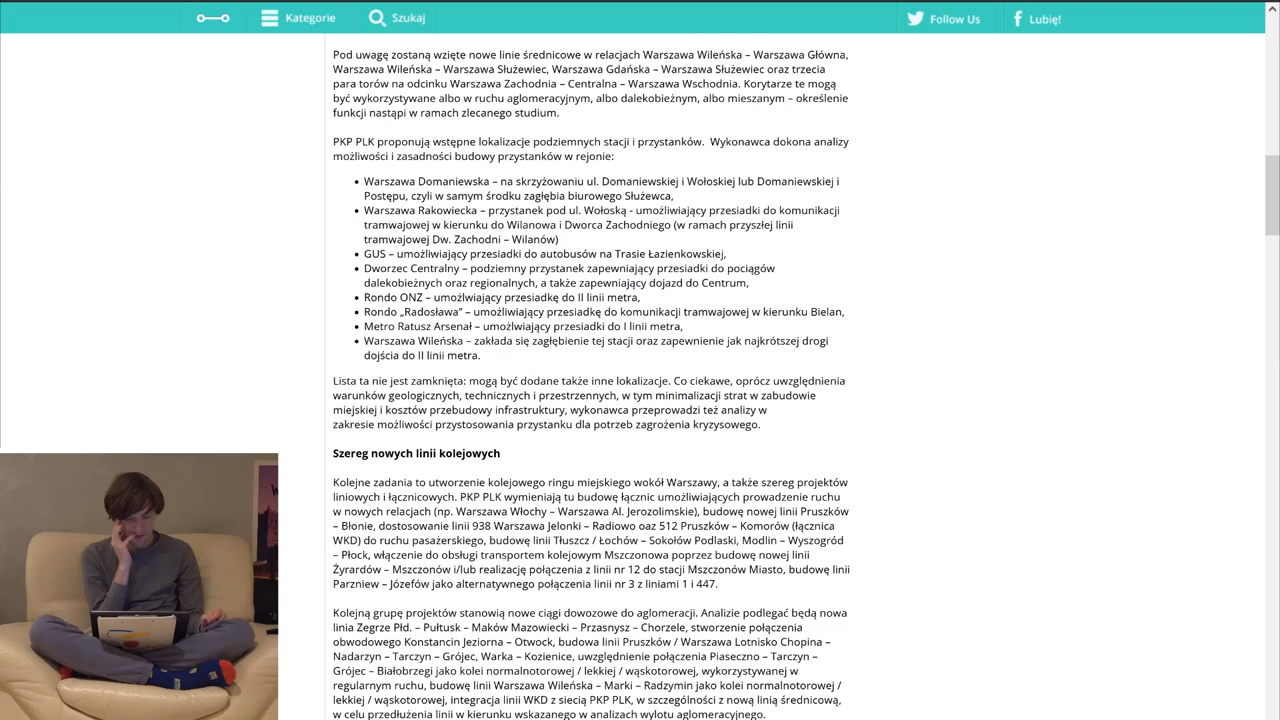 Kategorie
Szukaj
Follow Us
Lubię!
Pod uwagę zostaną wzięte nowe linie średnicowe w relacjach Warszawa Wileńska – Warszawa Główna,
Warszawa Wileńska – Warszawa Służewiec, Warszawa Gdańska – Warszawa Służewiec oraz trzecia
para torów na odcinku Warszawa Zachodnia – Centralna – Warszawa Wschodnia. Korytarze te mogą
być wykorzystywane albo w ruchu aglomeracyjnym, albo dalekobieżnym, albo mieszanym – określenie
funkcji nastąpi w ramach zlecanego studium.
PKP PLK proponują wstępne lokalizacje podziemnych stacji i przystanków.  Wykonawca dokona analizy
możliwości i zasadności budowy przystanków w rejonie:
• Warszawa Domaniewska – na skrzyżowaniu ul. Domaniewskiej i Wołoskiej lub Domaniewskiej i
Postępu, czyli w samym środku zagłębia biurowego Służewca,
• Warszawa Rakowiecka – przystanek pod ul. Wołoską - umożliwiający przesiadki do komunikacji
tramwajowej w kierunku do Wilanowa i Dworca Zachodniego (w ramach przyszłej linii
tramwajowej Dw. Zachodni – Wilanów)
• GUS – umożliwiający przesiadki do autobusów na Trasie Łazienkowskiej,
• Dworzec Centralny – podziemny przystanek zapewniający przesiadki do pociągów
dalekobieżnych oraz regionalnych, a także zapewniający dojazd do Centrum,
• Rondo ONZ – umożlwiający przesiadkę do II linii metra,
• Rondo „Radosława” – umożliwiający przesiadkę do komunikacji tramwajowej w kierunku Bielan,
• Metro Ratusz Arsenał – umożlwiający przesiadki do I linii metra,
• Warszawa Wileńska – zakłada się zagłębienie tej stacji oraz zapewnienie jak najkrótszej drogi
dojścia do II linii metra.
Lista ta nie jest zamknięta: mogą być dodane także inne lokalizacje. Co ciekawe, oprócz uwzględnienia
warunków geologicznych, technicznych i przestrzennych, w tym minimalizacji strat w zabudowie
miejskiej i kosztów przebudowy infrastruktury, wykonawca przeprowadzi też analizy w
zakresie możliwości przystosowania przystanku dla potrzeb zagrożenia kryzysowego.
Szereg nowych linii kolejowych
Kolejne zadania to utworzenie kolejowego ringu miejskiego wokół Warszawy, a także szereg projektów
liniowych i łącznicowych. PKP PLK wymieniają tu budowę łącznic umożliwiających prowadzenie ruchu
w nowych relacjach (np. Warszawa Włochy – Warszawa Al. Jerozolimskie), budowę nowej linii Pruszków
– Błonie, dostosowanie linii 938 Warszawa Jelonki – Radiowo oaz 512 Pruszków – Komorów (łącznica
WKD) do ruchu pasażerskiego, budowę linii Tłuszcz / Łochów – Sokołów Podlaski, Modlin – Wyszogród
– Płock, włączenie do obsługi transportem kolejowym Mszczonowa poprzez budowę nowej linii
Żyrardów – Mszczonów i/lub realizację połączenia z linii nr 12 do stacji Mszczonów Miasto, budowę linii
Parzniew – Józefów jako alternatywnego połączenia linii nr 3 z liniami 1 i 447.
Kolejną grupę projektów stanowią nowe ciągi dowozowe do aglomeracji. Analizie podlegać będą nowa
linia Zegrze Płd. – Pułtusk – Maków Mazowiecki – Przasnysz – Chorzele, stworzenie połączenia
obwodowego Konstancin Jeziorna – Otwock, budowa linii Pruszków / Warszawa Lotnisko Chopina –
Nadarzyn – Tarczyn – Grójec, Warka – Kozienice, uwzględnienie połączenia Piaseczno – Tarczyn –
Grójec – Białobrzegi jako kolei normalnotorowej / lekkiej / wąskotorowej, wykorzystywanej w
regularnym ruchu, budowę linii Warszawa Wileńska – Marki – Radzymin jako kolei normalnotorowej /
lekkiej / wąskotorowej, integracja linii WKD z siecią PKP PLK, w szczególności z nową linią średnicową,
w celu przedłużenia linii w kierunku wskazanego w analizach wylotu aglomeracyjnego.